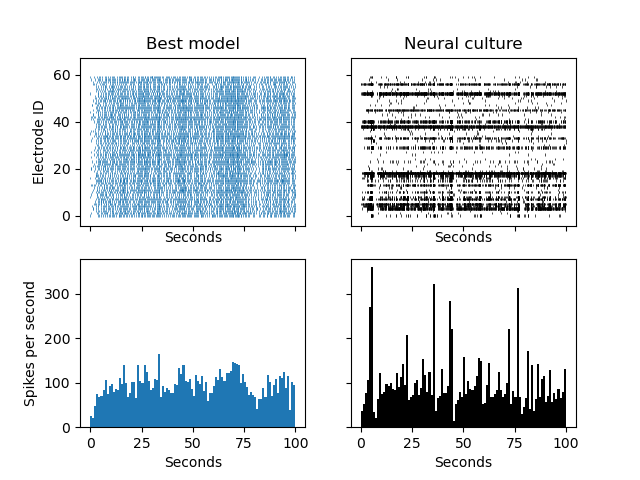 Best model
Neural culture
Electrode ID
60
40
20
0
Seconds
Seconds
Spikes per second
300
200
100
0
0 25 50 75 100
0 25 50 75 100
Seconds
Seconds